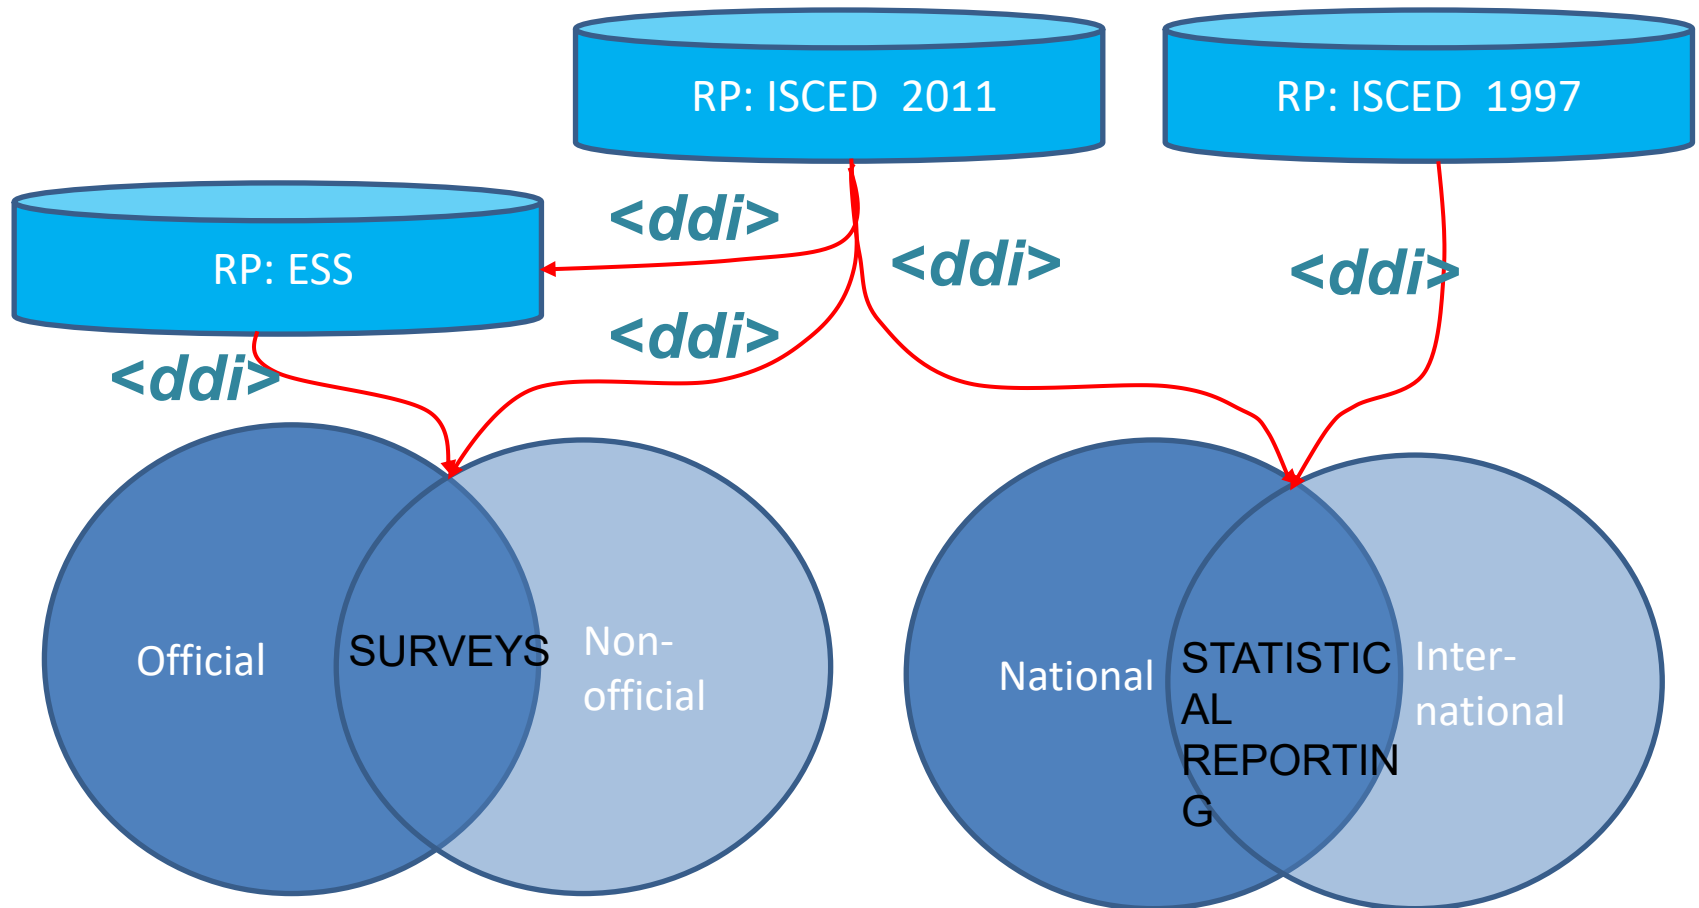 RP: ISCED 2011
RP: ISCED 1997
<ddi>
RP: ESS
<ddi>
<ddi>
<ddi>
<ddi>
Official
SURVEYS
Non-
official
National
STATISTIC
AL
REPORTIN
G
Inter-
national